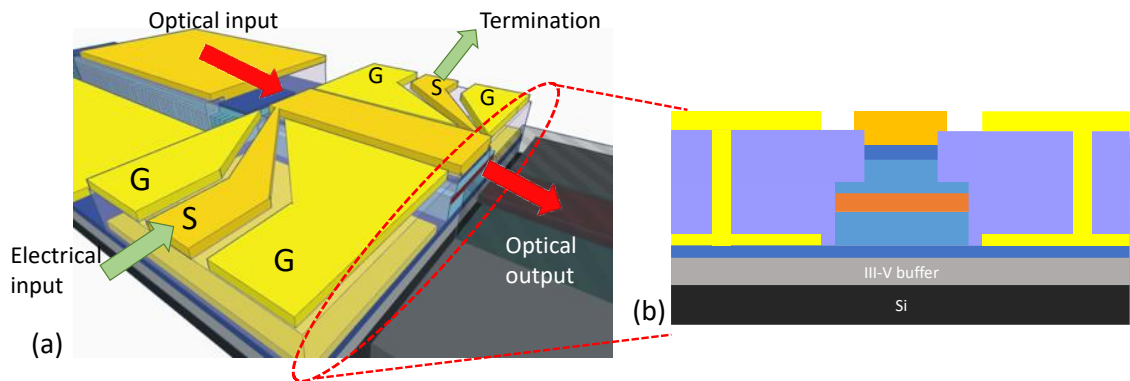 Optical input
Termination
G
S
G
G
S
G
Electrical
input
Optical
output
III-V buffer
Si
(a)
(b)